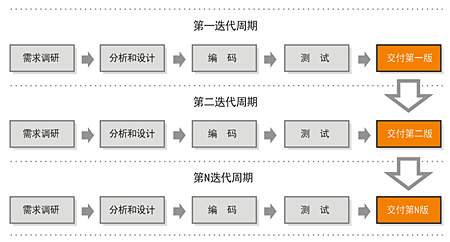 第一迭代周期
需求调研 分析和设计 编 码 测 试 交付第一版
第二迭代周期
需求调研 分析和设计 编 码 测 试 交付第二版
第N迭代周期
需求调研 分析和设计 编 码 测 试 交付第N版